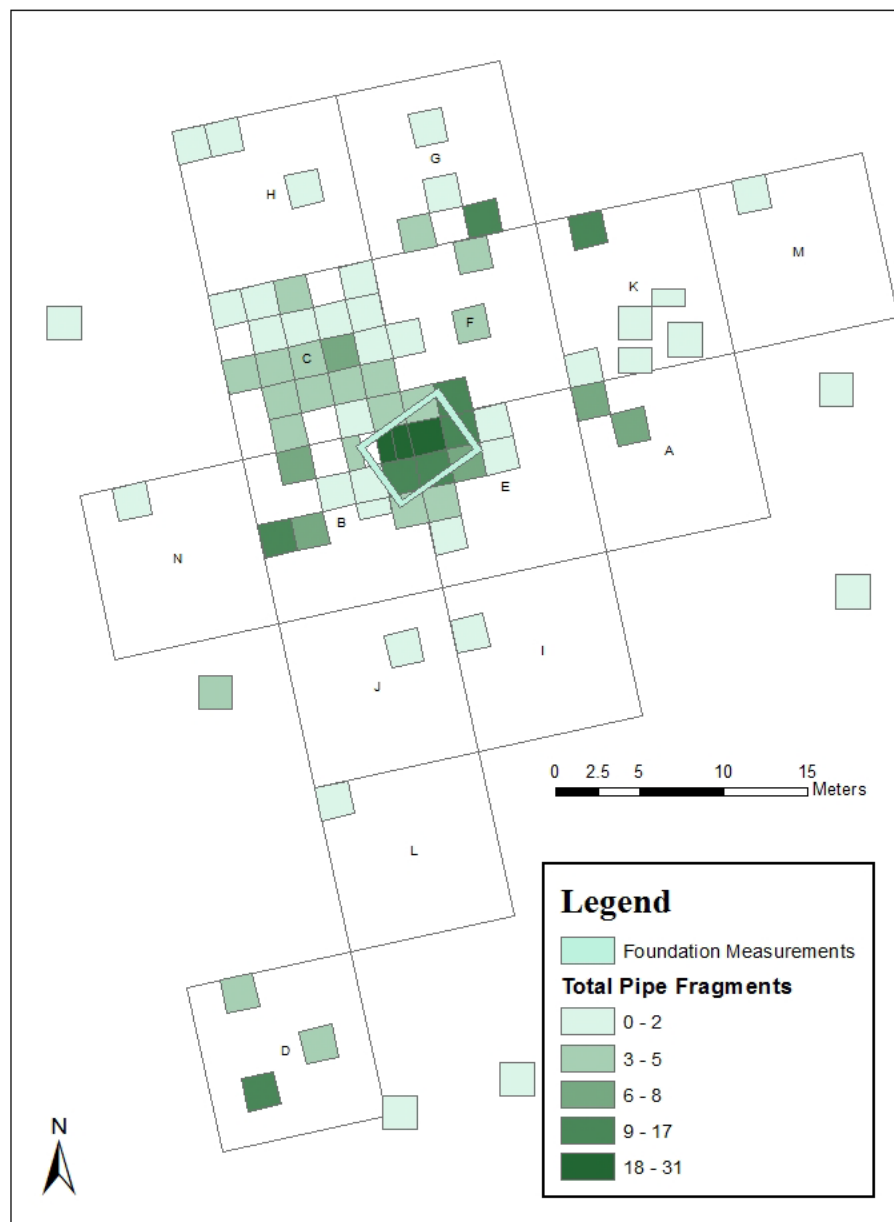 G
H
M
K
F
C
A
E
B
N
I
J
0 2.5 5 10 15
Meters
L
Legend
Foundation Measurements
Total Pipe Fragments
0 - 2
3 - 5
6 - 8
9 - 17
18 - 31
D
N